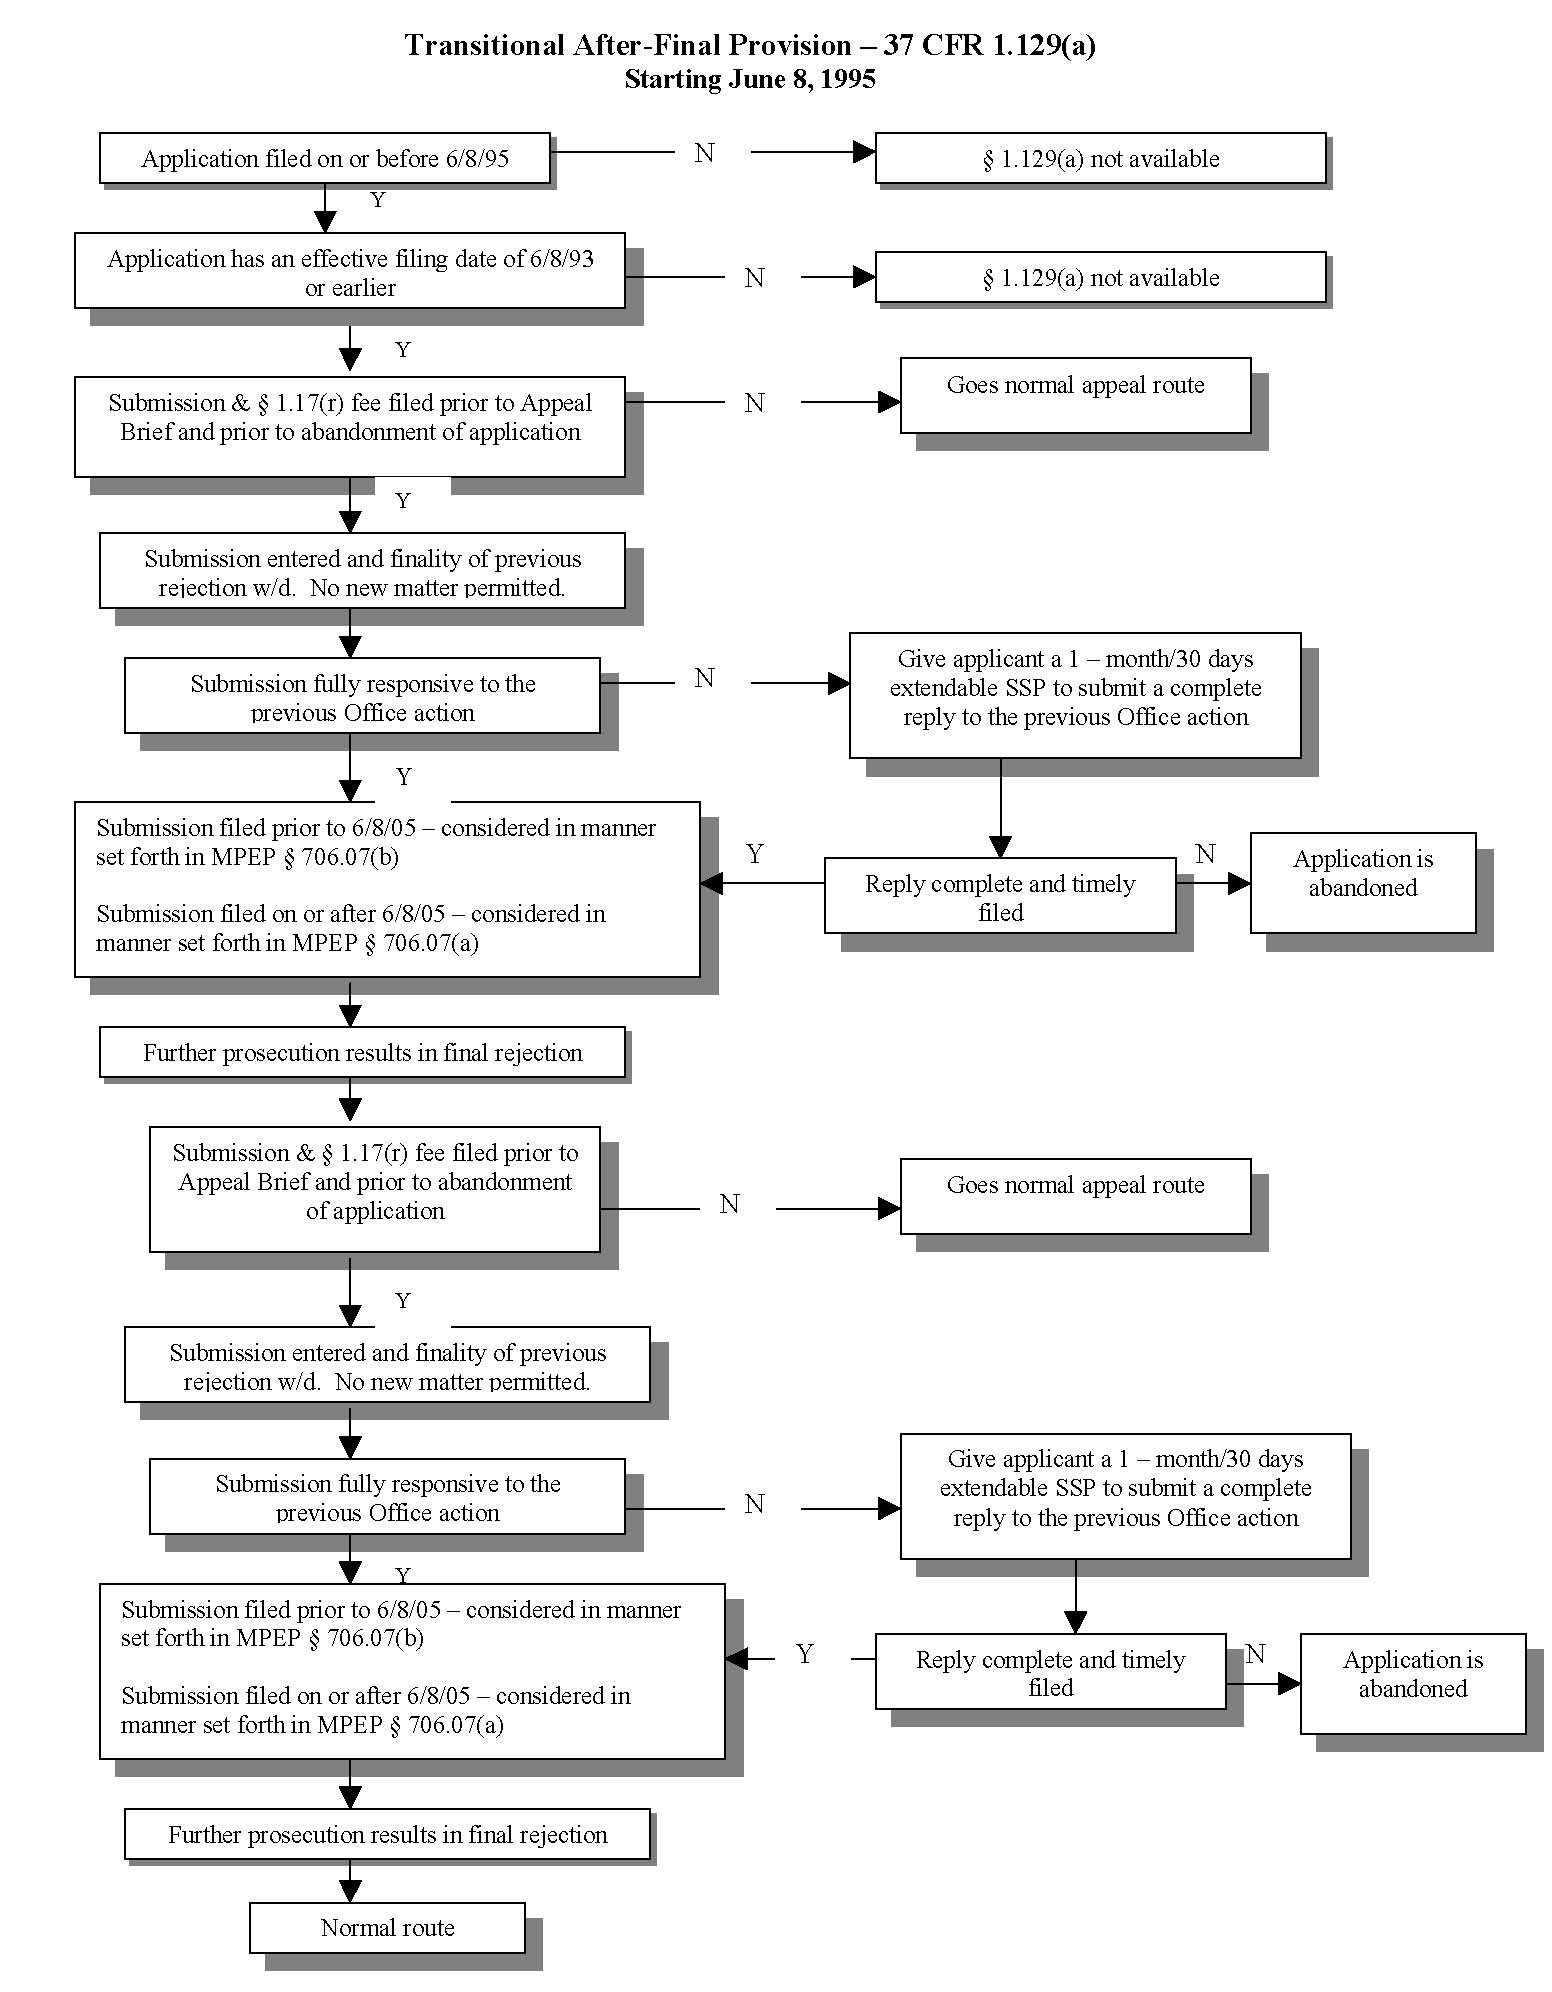 Transitional After-Final Provision – 37 CFR 1.129(a)
Starting June 8, 1995
Application filed on or before 6/8/95
N
§ 1.129(a) not available
Y
Application has an effective filing date of 6/8/93
or earlier
N
§ 1.129(a) not available
Y
Submission & § 1.17(r) fee filed prior to Appeal
Brief and prior to abandonment of application
N
Goes normal appeal route
Y
Submission entered and finality of previous
rejection w/d.  No new matter permitted.
Submission fully responsive to the
previous Office action
N
Give applicant a 1 – month/30 days
extendable SSP to submit a complete
reply to the previous Office action
Y
Submission filed prior to 6/8/05 – considered in manner
set forth in MPEP § 706.07(b)
Submission filed on or after 6/8/05 – considered in
manner set forth in MPEP § 706.07(a)
Y
Reply complete and timely
filed
N
Application is
abandoned
Further prosecution results in final rejection
Submission & § 1.17(r) fee filed prior to
Appeal Brief and prior to abandonment
of application
N
Goes normal appeal route
Y
Submission entered and finality of previous
rejection w/d.  No new matter permitted.
Submission fully responsive to the
previous Office action
N
Give applicant a 1 – month/30 days
extendable SSP to submit a complete
reply to the previous Office action
Y
Submission filed prior to 6/8/05 – considered in manner
set forth in MPEP § 706.07(b)
Submission filed on or after 6/8/05 – considered in
manner set forth in MPEP § 706.07(a)
Y
Reply complete and timely
filed
N
Application is
abandoned
Further prosecution results in final rejection
Normal route